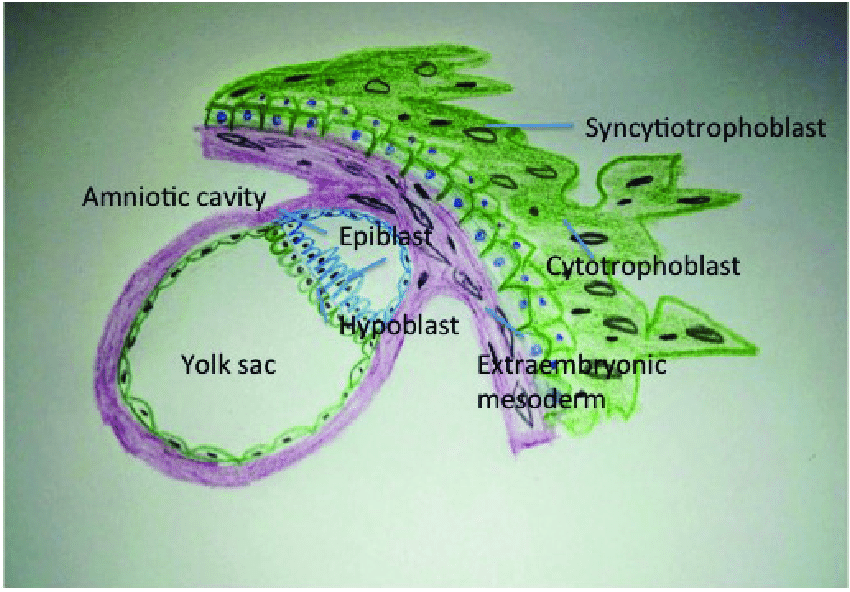 Syncytiotrophoblast
Amniotic cavity
Epiblast
Cytotrophoblast
Hypoblast
Yolk sac
Extraembryonic
mesoderm